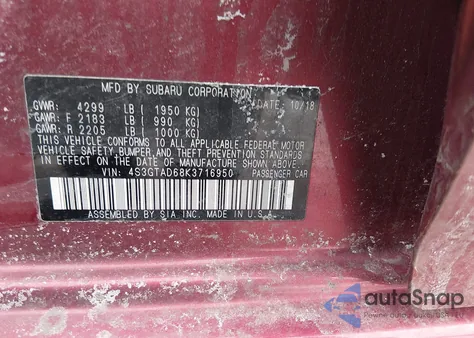 MFD BY SUBARU CORPORATION DATE: 10/18
GVWR: 4299 LB ( 1950 KG)
GAWR: F 2183 LB ( 990 KG)
GAWR: R 2205 LB ( 1000 KG)
THIS VEHICLE CONFORMS TO ALL APPLICABLE FEDERAL MOTOR
VEHICLE SAFETY, BUMPER, AND THEFT PREVENTION STANDARDS
IN EFFECT ON THE DATE OF MANUFACTURE SHOWN ABOVE.
VIN: 4S3GTAD68K3716950 PASSENGER CAR
ASSEMBLED BY SIA INC. MADE IN U.S.A.
autoSnap